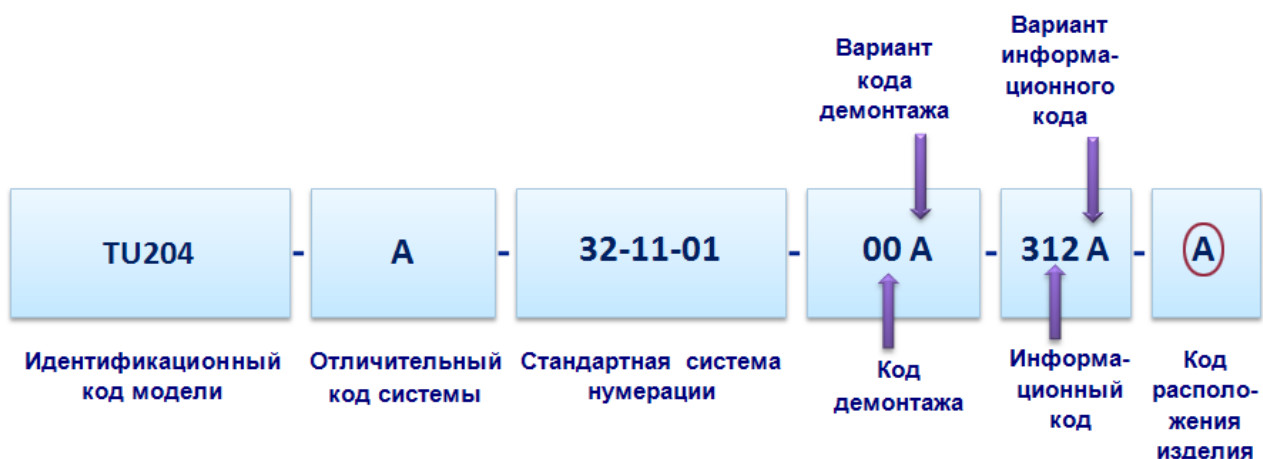 Вариант
кода
демонтажа
Вариант
информа-
ционного
кода
TU204 - A - 32-11-01 - 00 A - 312 A - A
Идентификационный
код модели
Отличительный
код системы
Стандартная система
нумерации
Код
демонтажа
Информа-
ционный
код
Код
располо-
жения
изделия